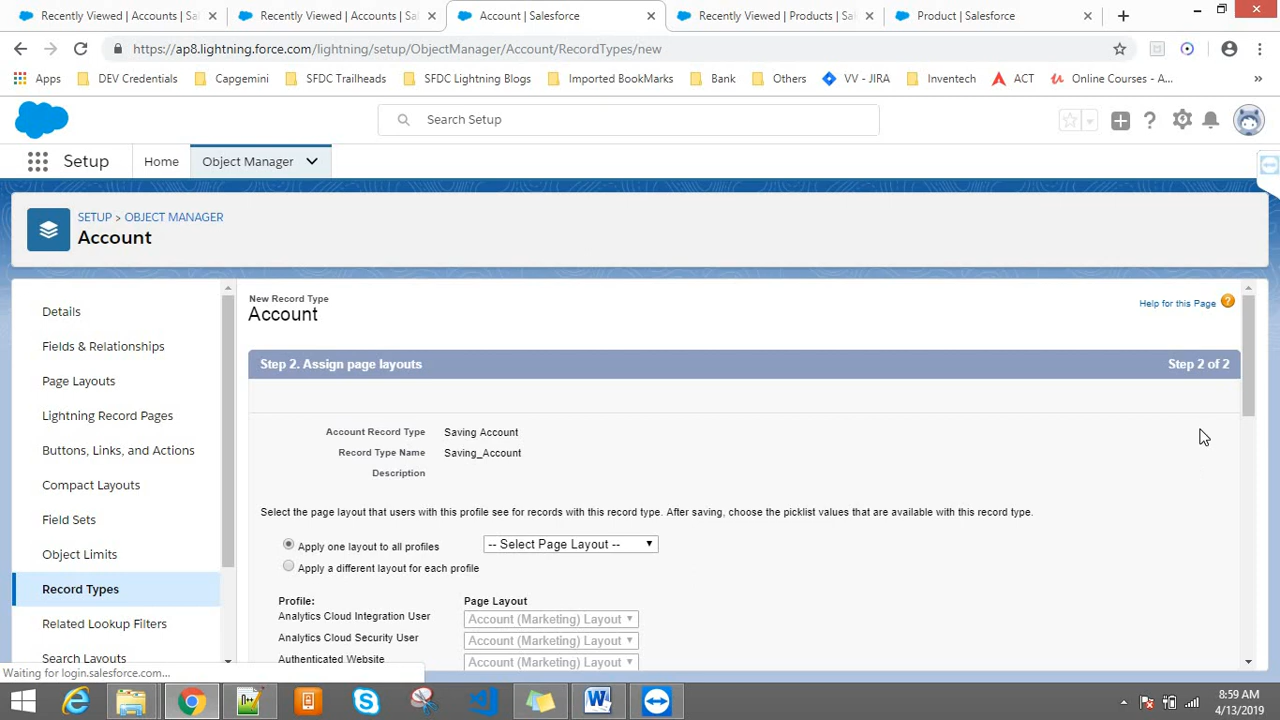 Recently Viewed | Accounts | Sal
Recently Viewed | Accounts | Sa
Account | Salesforce
Recently Viewed | Products | Sa
Product | Salesforce
https://ap8.lightning.force.com/lightning/setup/ObjectManager/Account/RecordTypes/new
Apps DEV Credentials Capgemini SFDC Trailheads SFDC Lightning Blogs Imported BookMarks Bank Others VV - JIRA Inventech ACT Online Courses - A... »
Search Setup
Setup Home Object Manager
SETUP > OBJECT MANAGER
Account
Details
Fields & Relationships
Page Layouts
Lightning Record Pages
Buttons, Links, and Actions
Compact Layouts
Field Sets
Object Limits
Record Types
Related Lookup Filters
Search Layouts
New Record Type
Account
Help for this Page ?
Step 2. Assign page layouts Step 2 of 2
Account Record Type Saving Account
Record Type Name Saving_Account
Description
Select the page layout that users with this profile see for records with this record type. After saving, choose the picklist values that are available with this record type.
Apply one layout to all profiles -- Select Page Layout --
Apply a different layout for each profile
Profile: Page Layout
Analytics Cloud Integration User Account (Marketing) Layout
Analytics Cloud Security User Account (Marketing) Layout
Authenticated Website Account (Marketing) Layout
Waiting for login.salesforce.com...
8:59 AM
4/13/2019